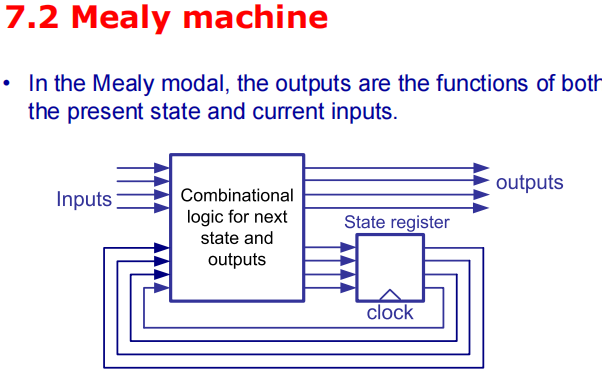 7.2 Mealy machine
• In the Mealy modal, the outputs are the functions of both
the present state and current inputs.
Inputs
Combinational
logic for next
state and
outputs
outputs
State register
clock